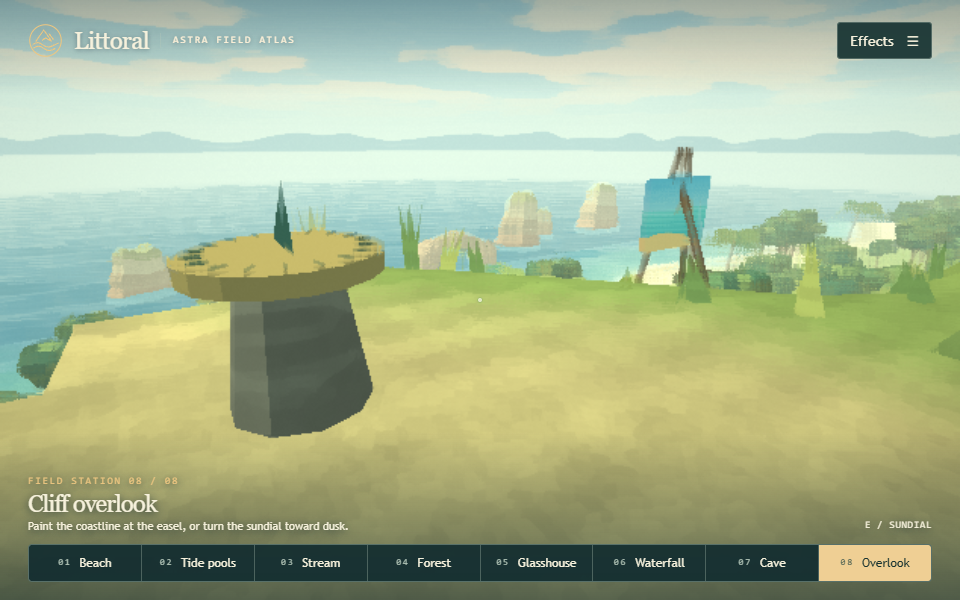 Littoral
ASTRA FIELD ATLAS
Effects
FIELD STATION 08 / 08
Cliff overlook
Paint the coastline at the easel, or turn the sundial toward dusk.
E / SUNDIAL
01 Beach
02 Tide pools
03 Stream
04 Forest
05 Glasshouse
06 Waterfall
07 Cave
08 Overlook